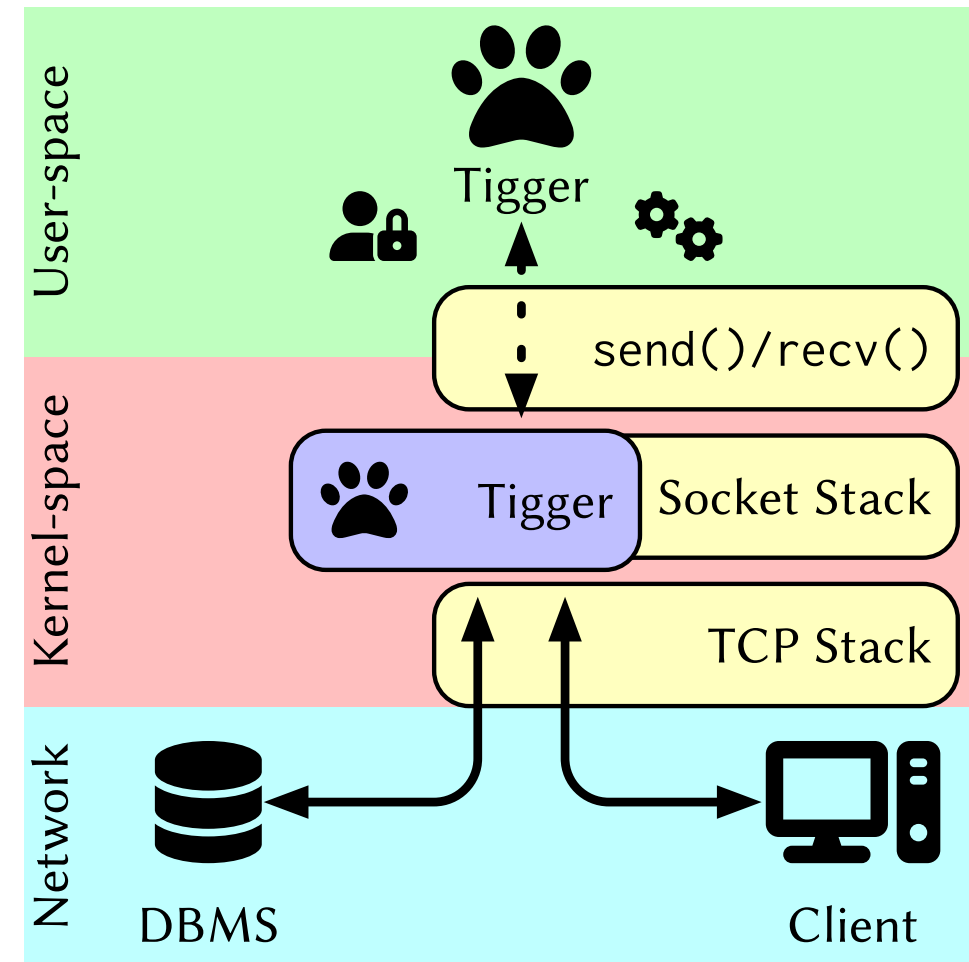 User-space
Tigger
send()/recv()
Kernel-space
Tigger
Socket Stack
TCP Stack
Network
DBMS
Client